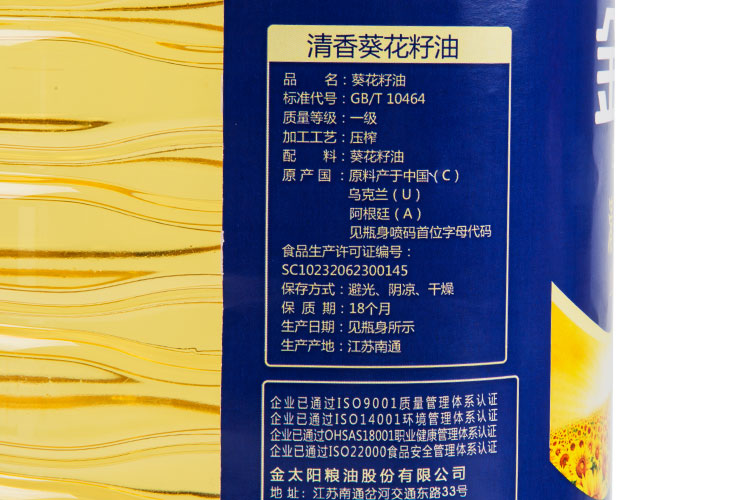 清香葵花籽油
品 名：葵花籽油
标准代号：GB/T 10464
质量等级：一级
加工工艺：压榨
配 料：葵花籽油
原 产 国：原料产于中国、(C)
乌克兰(U)
阿根廷(A)
见瓶身喷码首位字母代码
食品生产许可证编号：
SC10232062300145
保存方式：避光、阴凉、干燥
保 质 期：18个月
生产日期：见瓶身所示
生产产地：江苏南通
企业已通过ISO9001质量管理体系认证
企业已通过ISO14001环境管理体系认证
企业已通过OHSAS18001职业健康管理体系认证
企业已通过ISO22000食品安全管理体系认证
金太阳粮油股份有限公司
地 址：江苏南通岔河交通东路33号